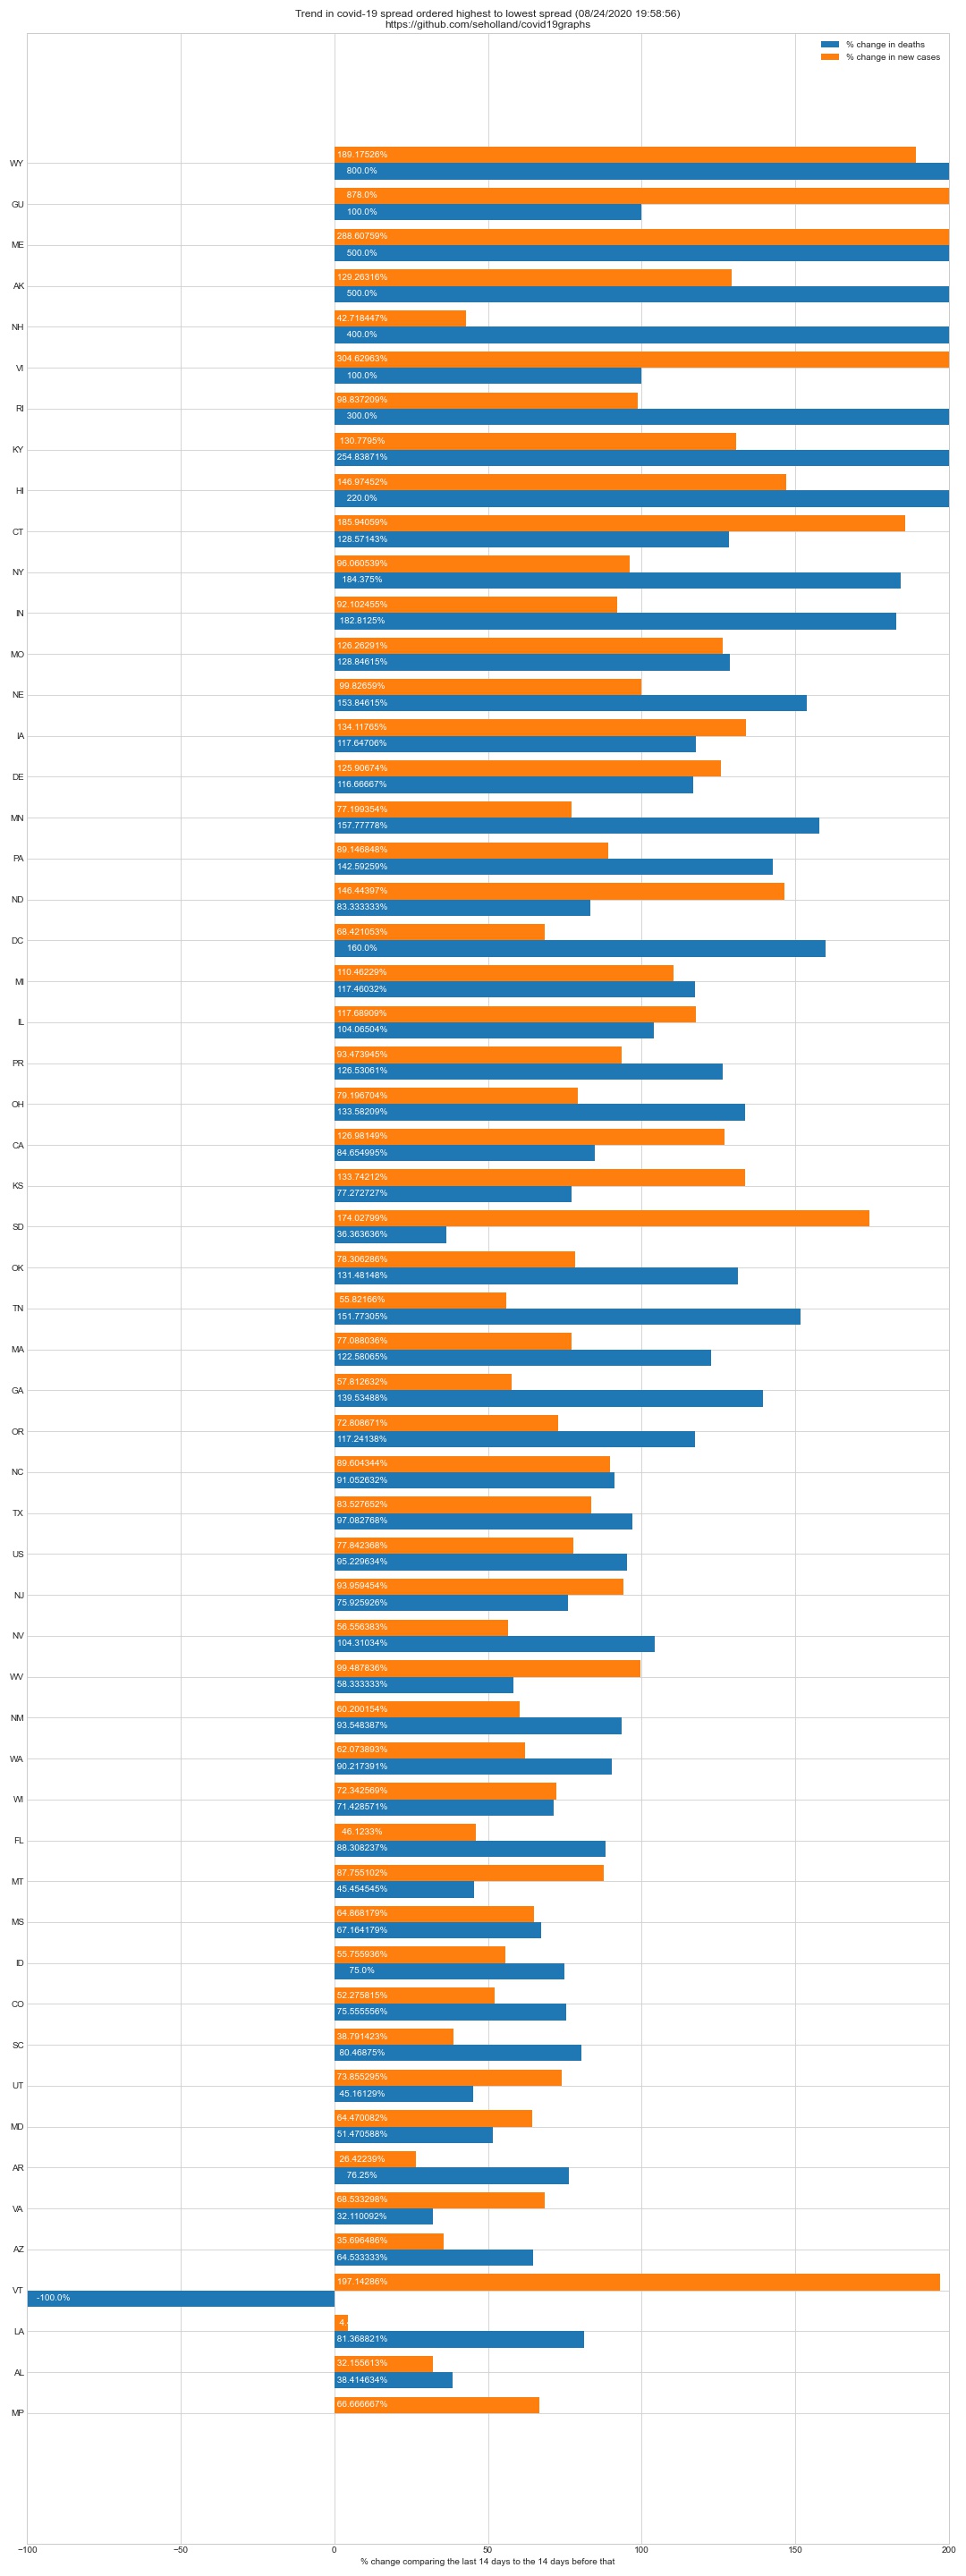 Trend in covid-19 spread ordered highest to lowest spread (08/24/2020 19:58:56)
https://github.com/seholland/covid19graphs
% change in deaths
% change in new cases
189.17526%
WY
800.0%
878.0%
GU
100.0%
288.60759%
ME
500.0%
129.26316%
AK
500.0%
42.718447%
NH
400.0%
304.62963%
VI
100.0%
98.837209%
RI
300.0%
130.7795%
KY
254.83871%
146.97452%
HI
220.0%
185.94059%
CT
128.57143%
96.060539%
NY
184.375%
92.102455%
IN
182.8125%
126.26291%
MO
128.84615%
99.82659%
NE
153.84615%
134.11765%
IA
117.64706%
125.90674%
DE
116.66667%
77.199354%
MN
157.77778%
89.146848%
PA
142.59259%
146.44397%
ND
83.333333%
68.421053%
DC
160.0%
110.46229%
MI
117.46032%
117.68909%
IL
104.06504%
93.473945%
PR
126.53061%
79.196704%
OH
133.58209%
126.98149%
CA
84.654995%
133.74212%
KS
77.272727%
174.02799%
SD
36.363636%
78.306286%
OK
131.48148%
55.82166%
TN
151.77305%
77.088036%
MA
122.58065%
57.812632%
GA
139.53488%
72.808671%
OR
117.24138%
89.604344%
NC
91.052632%
83.527652%
TX
97.082768%
77.842368%
US
95.229634%
93.959454%
NJ
75.925926%
56.556383%
NV
104.31034%
99.487836%
WV
58.333333%
60.200154%
NM
93.548387%
62.073893%
WA
90.217391%
72.342569%
WI
71.428571%
46.1233%
FL
88.308237%
87.755102%
MT
45.454545%
64.868179%
MS
67.164179%
55.755936%
ID
75.0%
52.275815%
CO
75.555556%
38.791423%
SC
80.46875%
73.855295%
UT
45.16129%
64.470082%
MD
51.470588%
26.42239%
AR
76.25%
68.533298%
VA
32.110092%
35.696486%
AZ
64.533333%
197.14286%
VT
-100.0%
LA
81.368821%
32.155613%
AL
38.414634%
66.666667%
MP
−100
−50
0
50
100
150
200
% change comparing the last 14 days to the 14 days before that